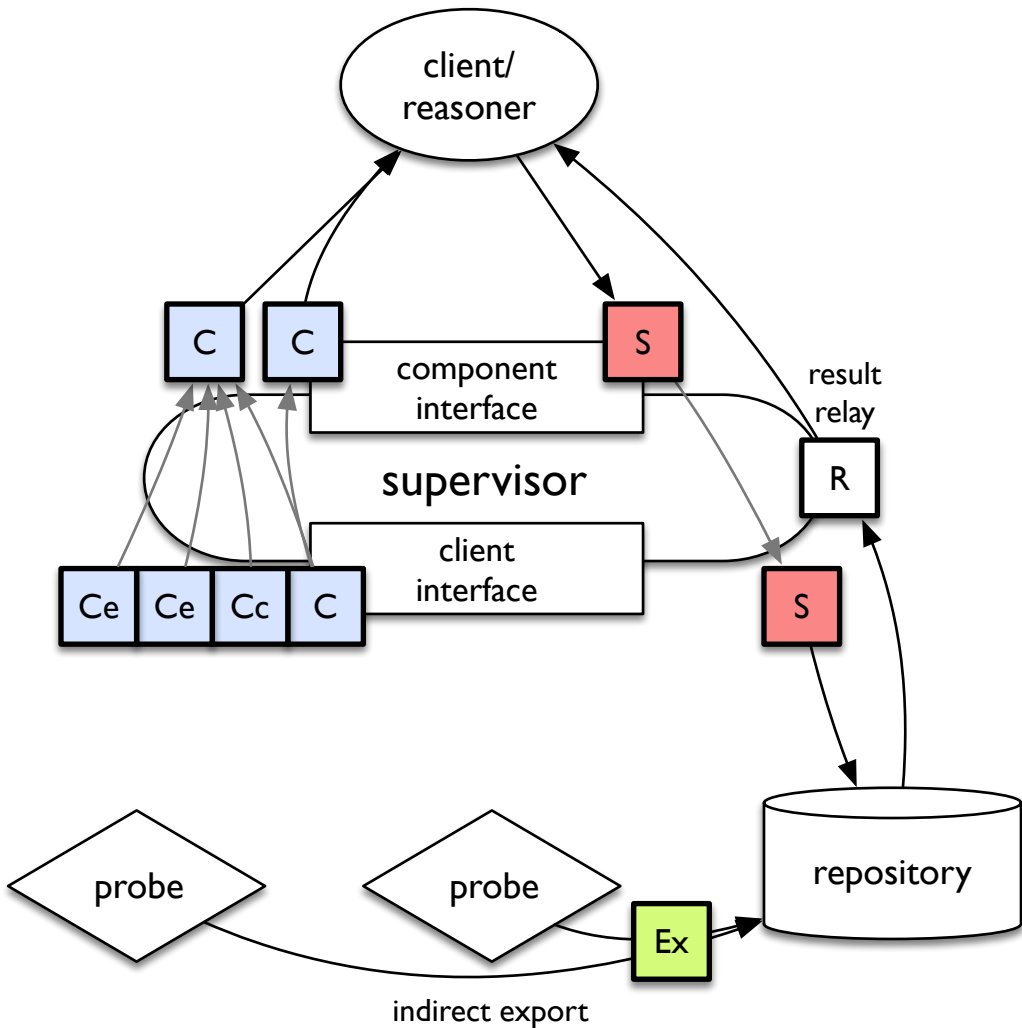 client/
reasoner
C
C
S
component
interface
result
relay
supervisor
R
client
interface
Ce
Ce
Cc
C
S
probe
probe
repository
Ex
indirect export